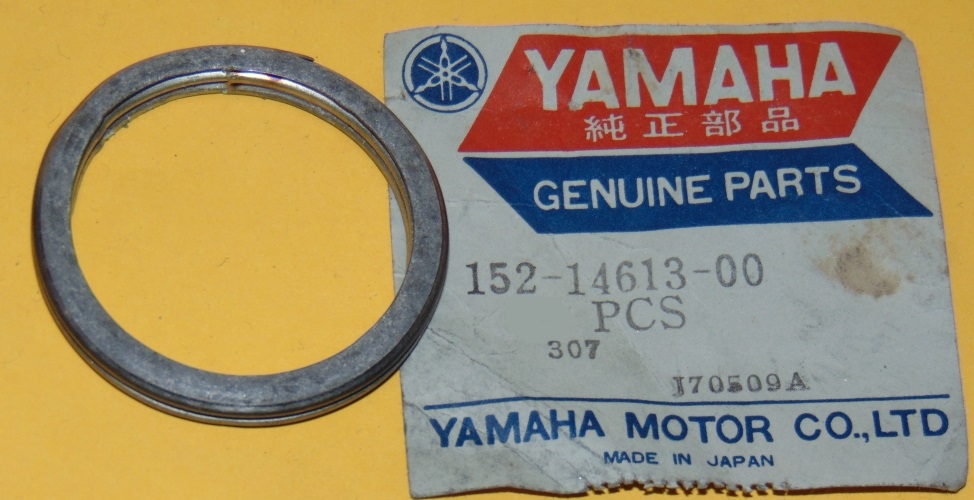 YAMAHA
純正部品
GENUINE PARTS
152-14613-00
PCS
307
J70509A
YAMAHA MOTOR CO.,LTD
MADE IN JAPAN